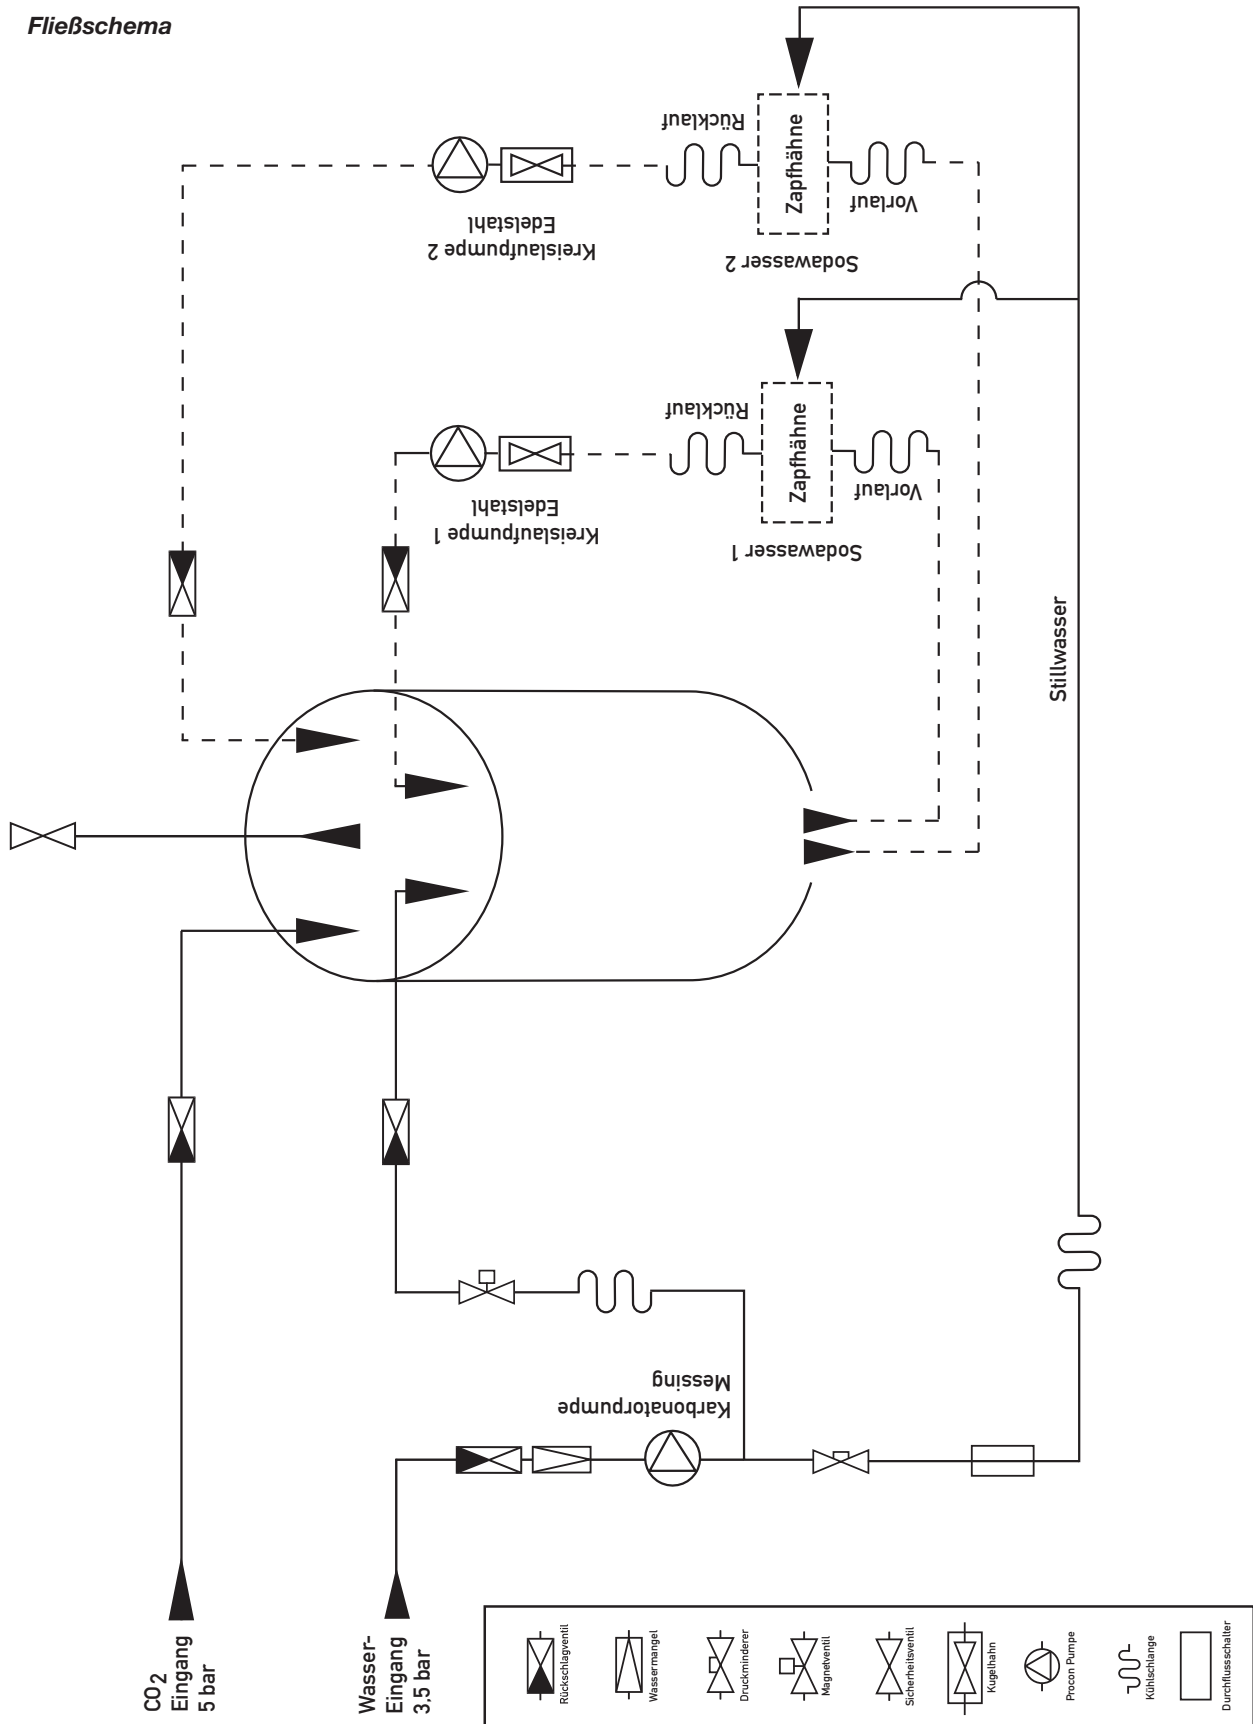 Fließschema
Rücklauf
Zapfhähne
Vorlauf
Kreislaufpumpe 2
Edelstahl
Sodawasser 2
Rücklauf
Zapfhähne
Vorlauf
Kreislaufpumpe 1
Edelstahl
Sodawasser 1
Stillwasser
Karbonatorpumpe
Messing
CO2
Eingang
5 bar
Wasser-
Eingang
3.5 bar
Rückschlagventil
Wassermangel
Druckminderer
Magnetventil
Sicherheitsventil
Kugelhahn
Procon Pumpe
Kühlschlange
Durchflussschalter